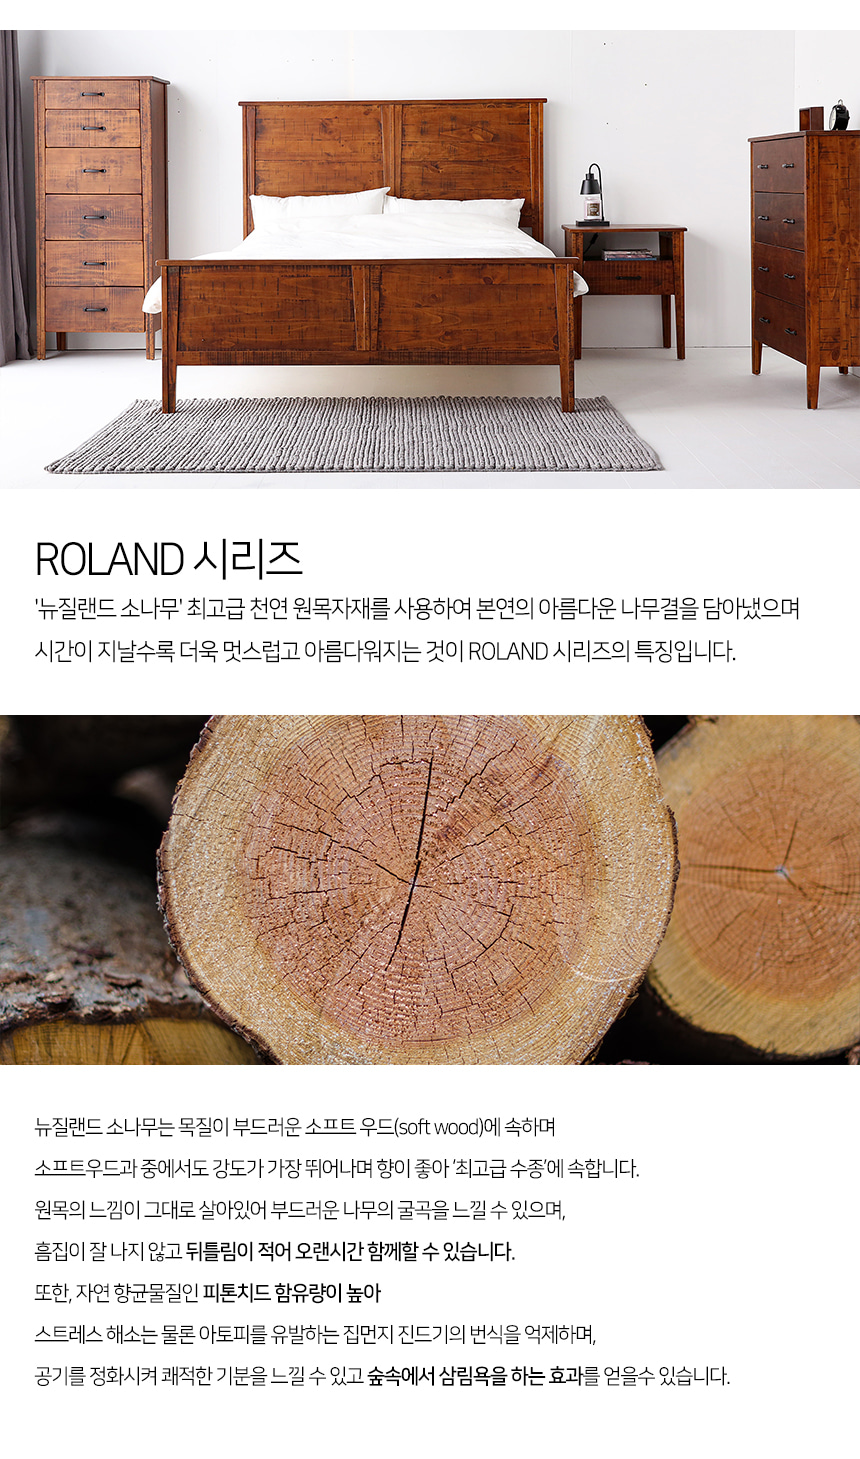 ROLAND 시리즈
'뉴질랜드 소나무' 최고급 천연 원목자재를 사용하여 본연의 아름다운 나무결을 담아냈으며
시간이 지날수록 더욱 멋스럽고 아름다워지는 것이 ROLAND 시리즈의 특징입니다.
뉴질랜드 소나무는 목질이 부드러운 소프트 우드(soft wood)에 속하며
소프트우드과 중에서도 강도가 가장 뛰어나며 향이 좋아 ‘최고급 수종’에 속합니다.
원목의 느낌이 그대로 살아있어 부드러운 나무의 굴곡을 느낄 수 있으며,
흠집이 잘 나지 않고 뒤틀림이 적어 오랜시간 함께할 수 있습니다.
또한, 자연 향균물질인 피톤치드 함유량이 높아
스트레스 해소는 물론 아토피를 유발하는 집먼지 진드기의 번식을 억제하며,
공기를 정화시켜 쾌적한 기분을 느낄 수 있고 숲속에서 삼림욕을 하는 효과를 얻을수 있습니다.